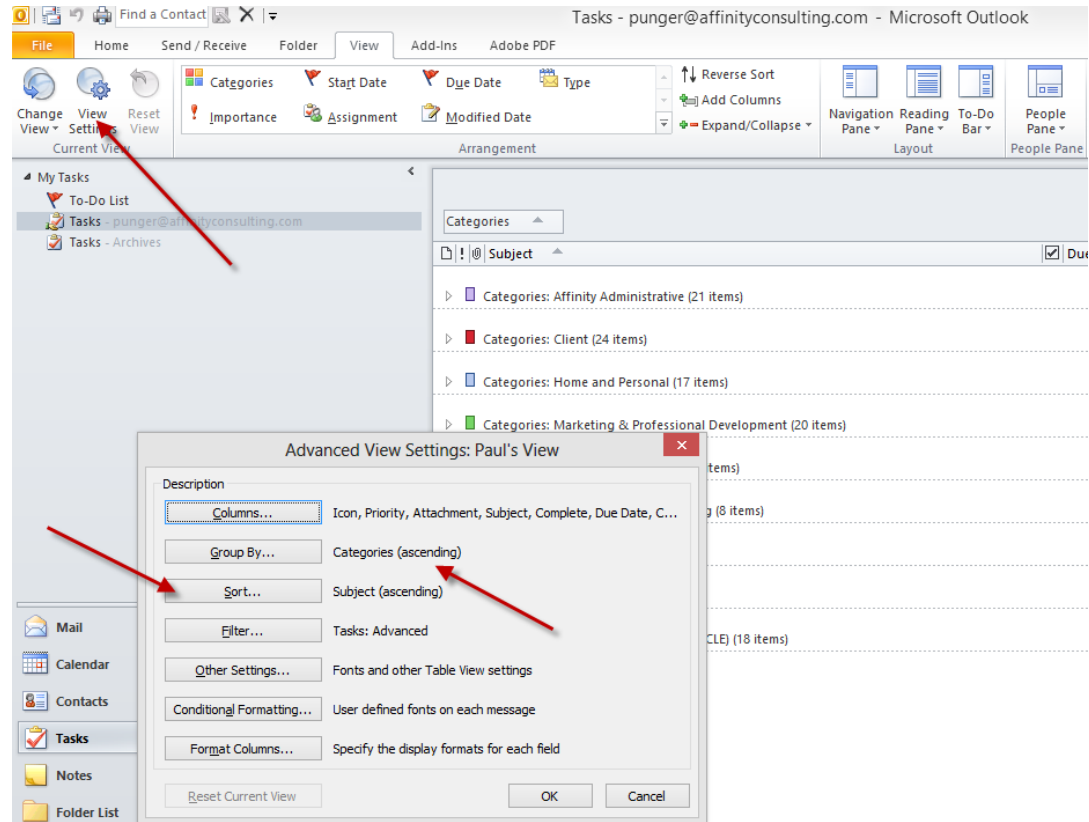 Find a Contact
Tasks - punger@affinityconsulting.com - Microsoft Outlook
File Home Send / Receive Folder View Add-Ins Adobe PDF
Categories Start Date Due Date Type Reverse Sort
Add Columns
Change View Reset Importance Assignment Modified Date Navigation Reading To-Do People
View Settings View Expand/Collapse Pane Pane Bar Pane
Current View Arrangement Layout People Pane
My Tasks
To-Do List
Categories
Tasks - punger@affinityconsulting.com
Tasks - Archives
! Subject Due
Categories: Affinity Administrative (21 items)
Categories: Client (24 items)
Categories: Home and Personal (17 items)
Categories: Marketing & Professional Development (20 items)
Advanced View Settings: Paul's View
tems)
Description
Columns... Icon, Priority, Attachment, Subject, Complete, Due Date, C...
g (8 items)
Group By... Categories (ascending)
Sort... Subject (ascending)
Mail
Filter... Tasks: Advanced
CLE) (18 items)
Calendar
Other Settings... Fonts and other Table View settings
Contacts
Conditional Formatting... User defined fonts on each message
Tasks
Format Columns... Specify the display formats for each field
Notes
Reset Current View OK Cancel
Folder List